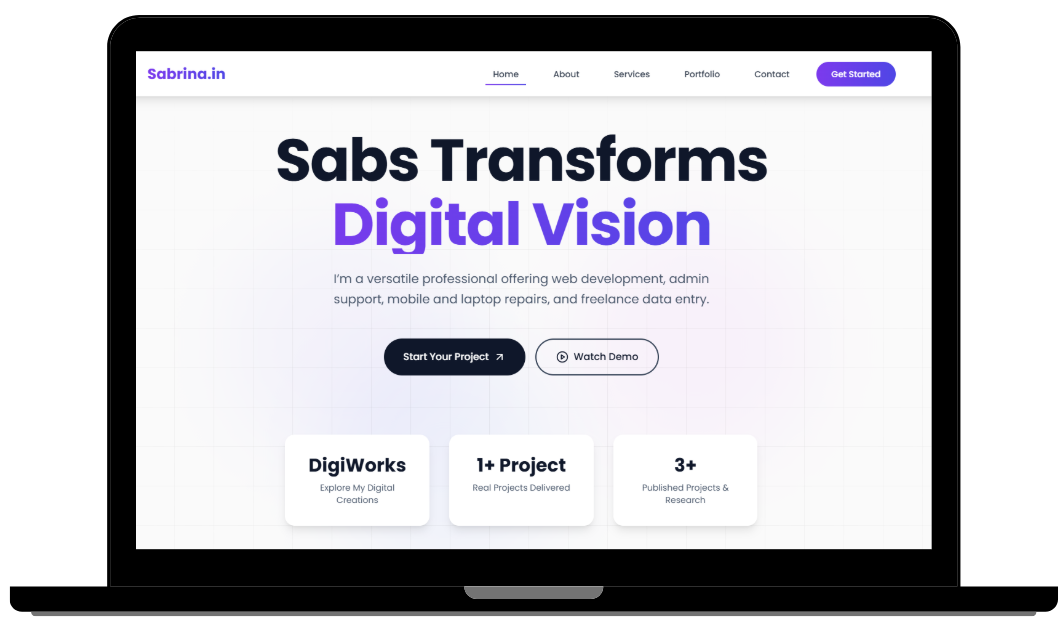 Sabrina.in
Home About Services Portfolio Contact Get Started
Sabs Transforms
Digital Vision
I'm a versatile professional offering web development, admin
support, mobile and laptop repairs, and freelance data entry.
Start Your Project Watch Demo
DigiWorks
Explore My Digital
Creations
1+ Project
Real Projects Delivered
3+
Published Projects &
Research